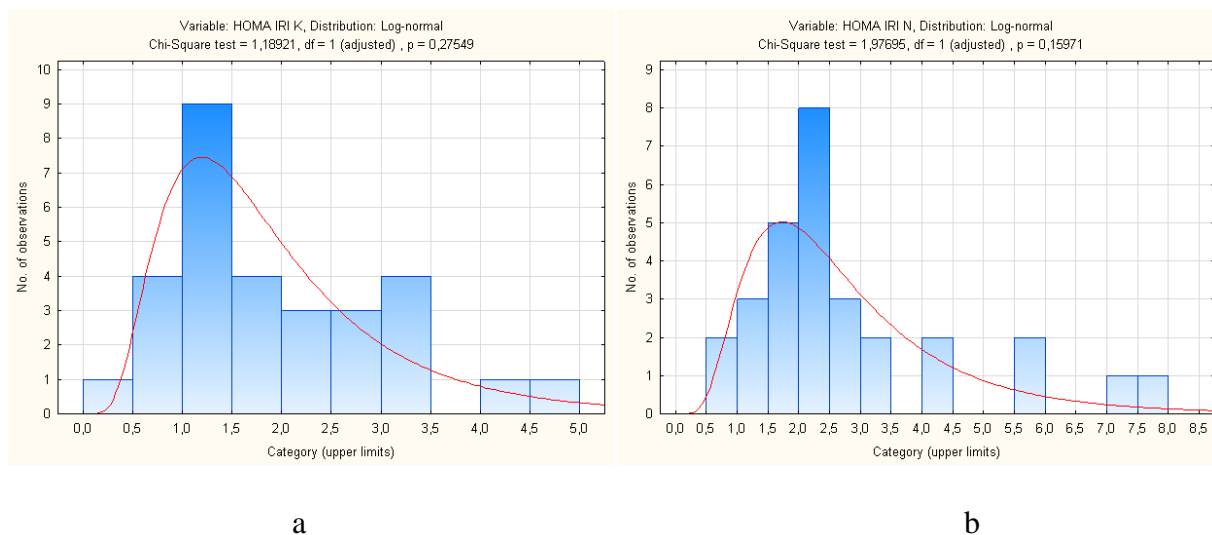 Variable: HOMA IRI K, Distribution: Log-normal
Chi-Square test = 1,18921, df = 1 (adjusted) , p = 0,27549
10
9
8
7
6
5
4
3
2
1
0
No. of observations
0,0 0,5 1,0 1,5 2,0 2,5 3,0 3,5 4,0 4,5 5,0
Category (upper limits)
a
Variable: HOMA IRI N, Distribution: Log-normal
Chi-Square test = 1,97695, df = 1 (adjusted) , p = 0,15971
9
8
7
6
5
4
3
2
1
0
No. of observations
0,0 0,5 1,0 1,5 2,0 2,5 3,0 3,5 4,0 4,5 5,0 5,5 6,0 6,5 7,0 7,5 8,0 8,5
Category (upper limits)
b